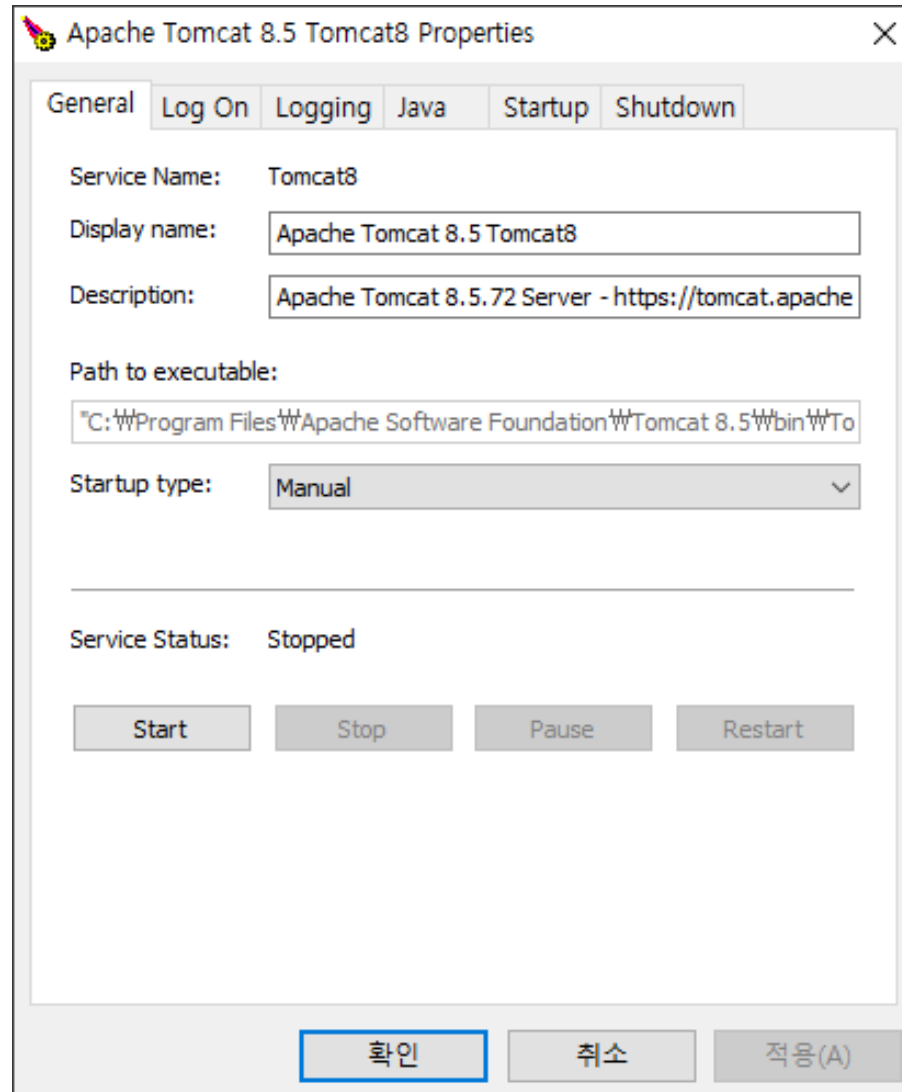 Apache Tomcat 8.5 Tomcat8 Properties
General Log On Logging Java Startup Shutdown
Service Name: Tomcat8
Display name: Apache Tomcat 8.5 Tomcat8
Description: Apache Tomcat 8.5.72 Server - https://tomcat.apache
Path to executable:
"C:₩Program Files₩Apache Software Foundation₩Tomcat 8.5₩bin₩To
Startup type: Manual
Service Status: Stopped
Start Stop Pause Restart
확인 취소 적용(A)